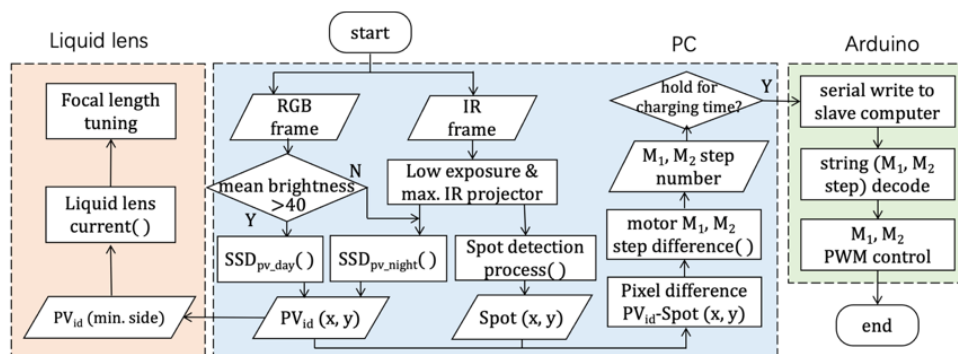 Liquid lens
start
PC
Arduino
Focal length
tuning
RGB
frame
IR
frame
hold for
charging time?
Y
serial write to
slave computer
mean brightness
>40
N
Y
Low exposure &
max. IR projector
M₁, M₂ step
number
string (M₁, M₂
step) decode
Liquid lens
current( )
SSDpv_day( )
SSDpv_night( )
Spot detection
process( )
motor M₁, M₂
step difference( )
M₁, M₂
PWM control
PVid (min. side)
PVid (x, y)
Spot (x, y)
Pixel difference
PVid-Spot (x, y)
end